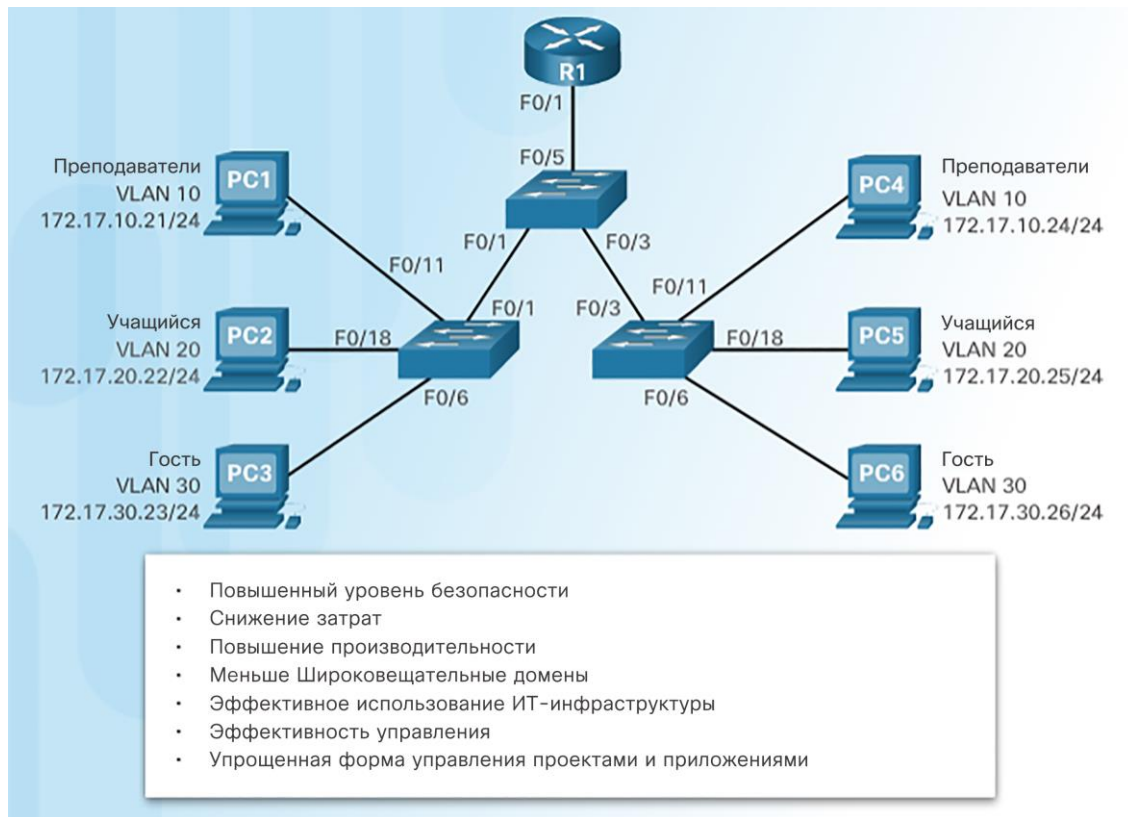 R1
F0/1
F0/5
Преподаватели
VLAN 10
172.17.10.21/24
PC1
PC4
Преподаватели
VLAN 10
172.17.10.24/24
F0/1
F0/3
F0/11
F0/11
F0/1
F0/3
Учащийся
VLAN 20
172.17.20.22/24
PC2
F0/18
F0/18
PC5
Учащийся
VLAN 20
172.17.20.25/24
F0/6
F0/6
Гость
VLAN 30
172.17.30.23/24
PC3
PC6
Гость
VLAN 30
172.17.30.26/24
• Повышенный уровень безопасности
• Снижение затрат
• Повышение производительности
• Меньше Широковещательные домены
• Эффективное использование ИТ-инфраструктуры
• Эффективность управления
• Упрощенная форма управления проектами и приложениями